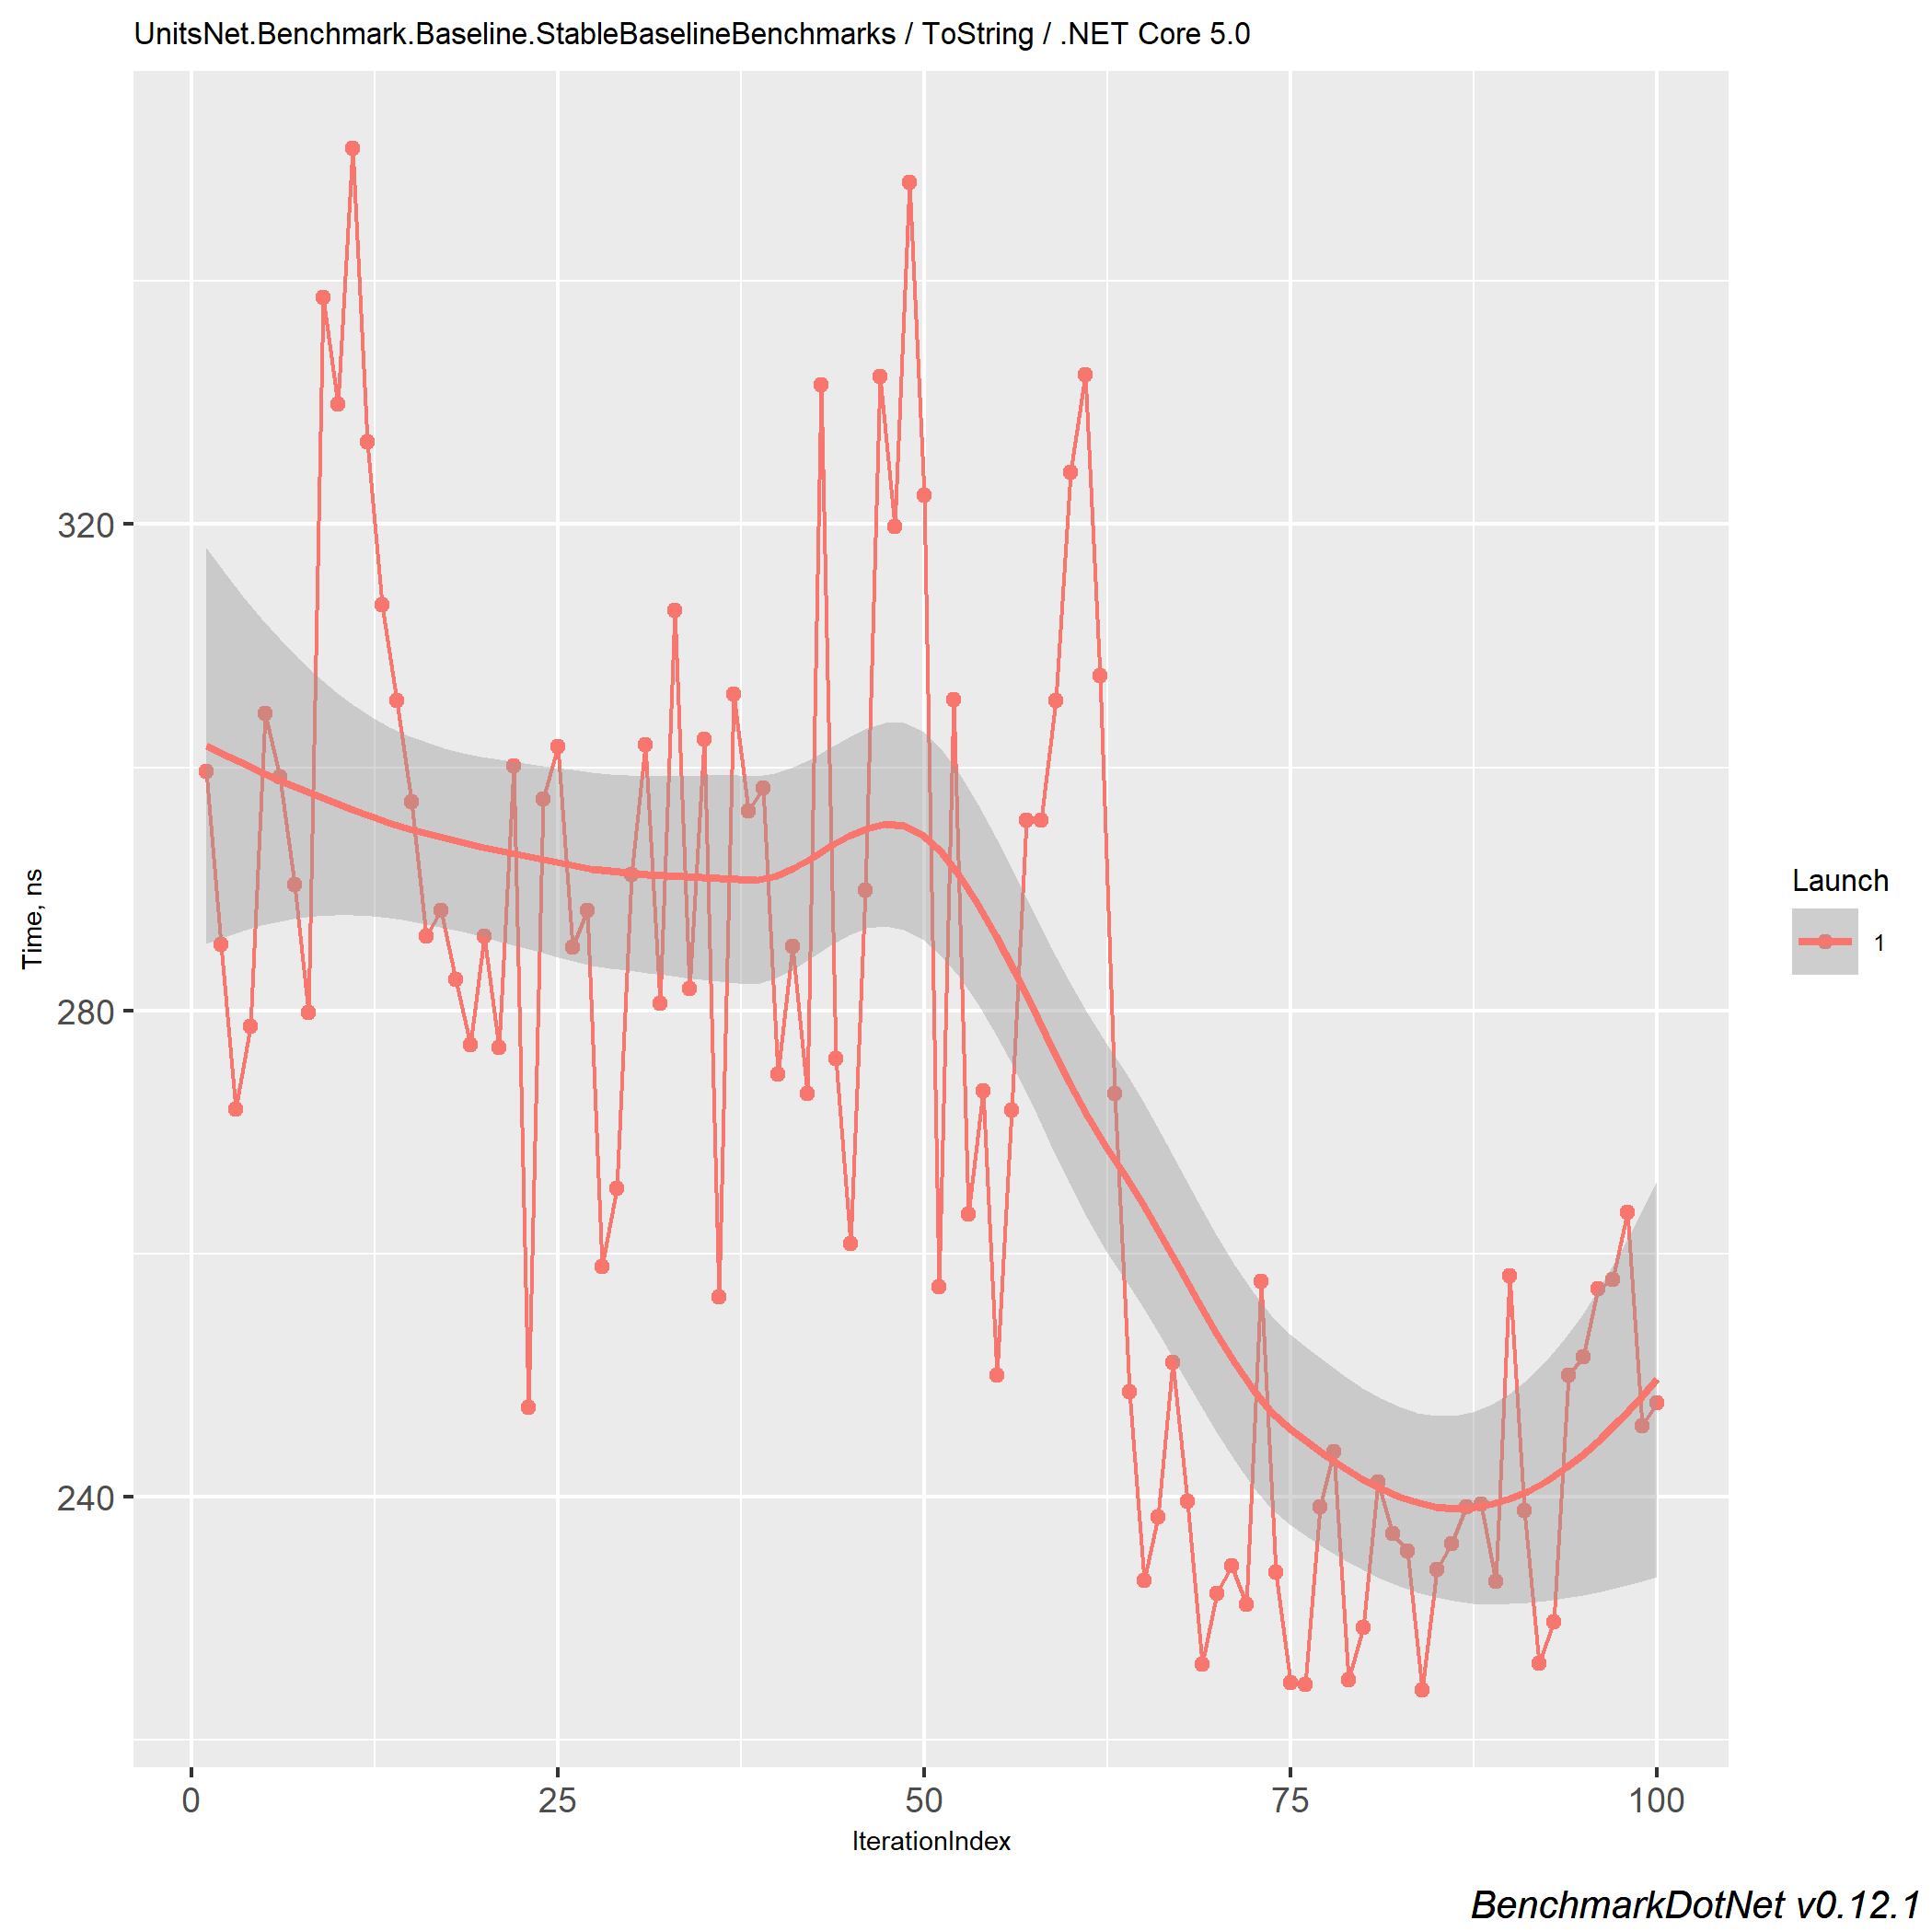 UnitsNet.Benchmark.Baseline.StableBaselineBenchmarks / ToString / .NET Core 5.0
320
280
240
Time, ns
0 25 50 75 100
IterationIndex
Launch
1
BenchmarkDotNet v0.12.1